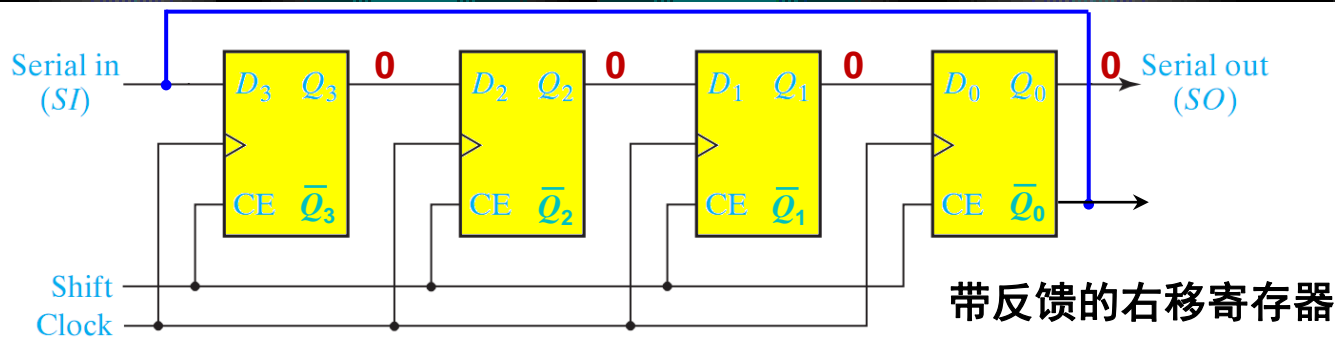 Serial in
(SI)
D3 Q3
CE Q̅3
0
D2 Q2
CE Q̅2
0
D1 Q1
CE Q̅1
0
D0 Q0
CE Q̅0
0
Serial out
(SO)
Shift
Clock
带反馈的右移寄存器